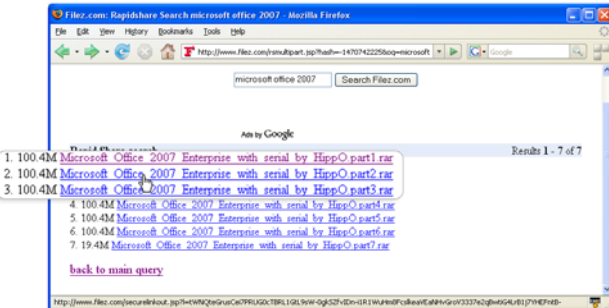 Filez.com: Rapidshare Search microsoft office 2007 - Mozilla Firefox
File Edit View History Bookmarks Tools Help
http://www.filez.com/rsmultipart.jsp?hash=-1470742225&oq=microsoft
Google
microsoft office 2007 Search Filez.com
Ads by Google
Results 1 - 7 of 7
1. 100.4M Microsoft Office 2007 Enterprise with serial by HippO.part1.rar
2. 100.4M Microsoft Office 2007 Enterprise with serial by HippO.part2.rar
3. 100.4M Microsoft Office 2007 Enterprise with serial by HippO.part3.rar
4. 100.4M Microsoft Office 2007 Enterprise with serial by HippO.part4.rar
5. 100.4M Microsoft Office 2007 Enterprise with serial by HippO.part5.rar
6. 100.4M Microsoft Office 2007 Enterprise with serial by HippO.part6.rar
7. 19.4M Microsoft Office 2007 Enterprise with serial by HippO.part7.rar
back to main query